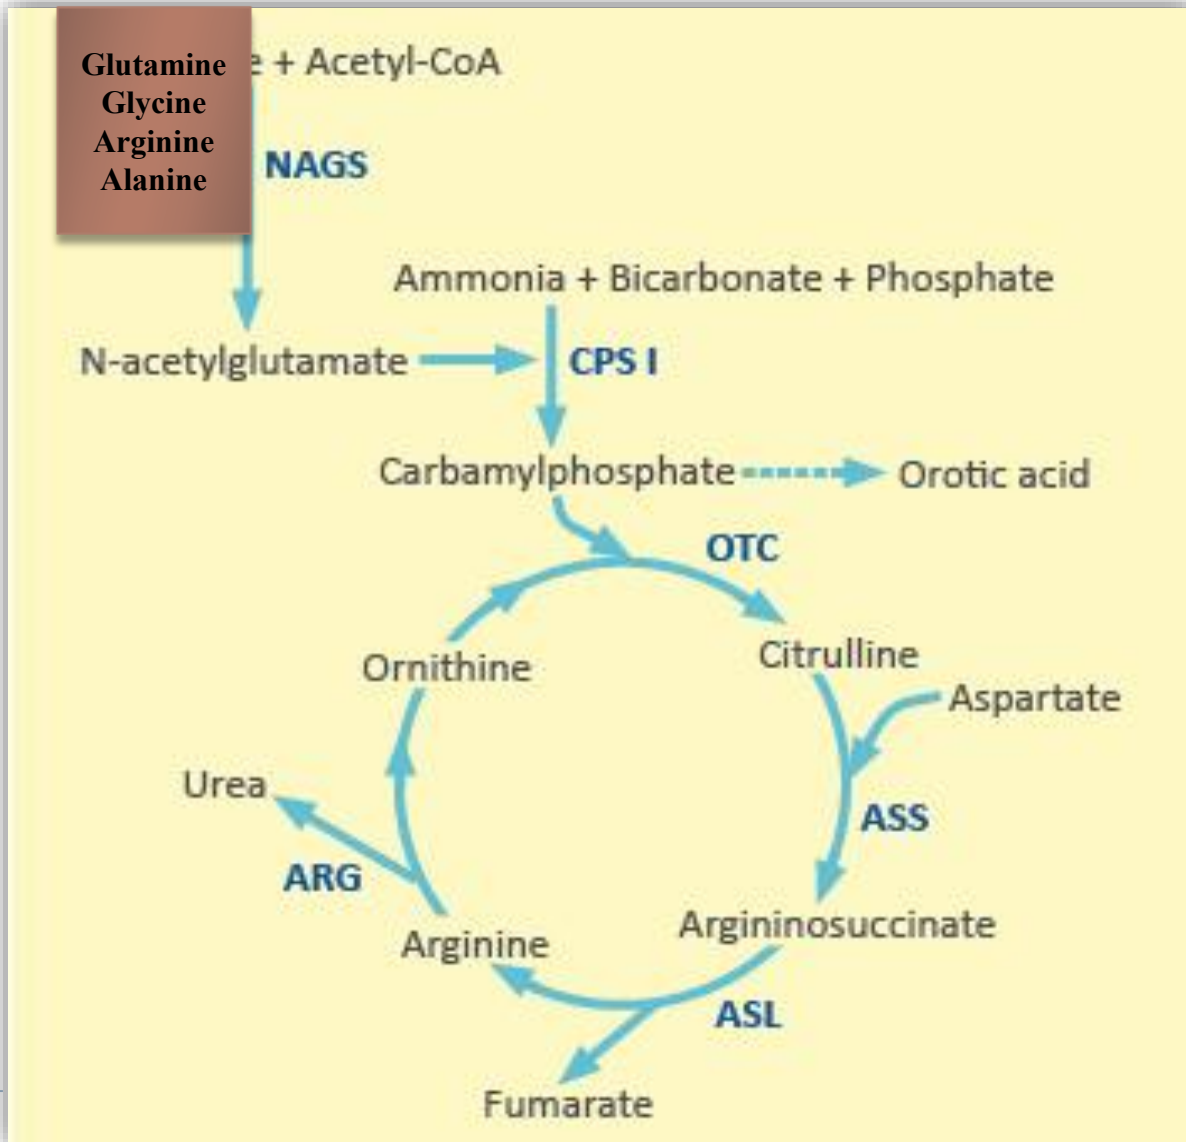 Glutamine
Glycine
Arginine
Alanine
e + Acetyl-CoA
NAGS
Ammonia + Bicarbonate + Phosphate
N-acetylglutamate
CPS I
Carbamylphosphate
Orotic acid
OTC
Ornithine
Citrulline
Aspartate
Urea
ASS
ARG
Argininosuccinate
Arginine
ASL
Fumarate